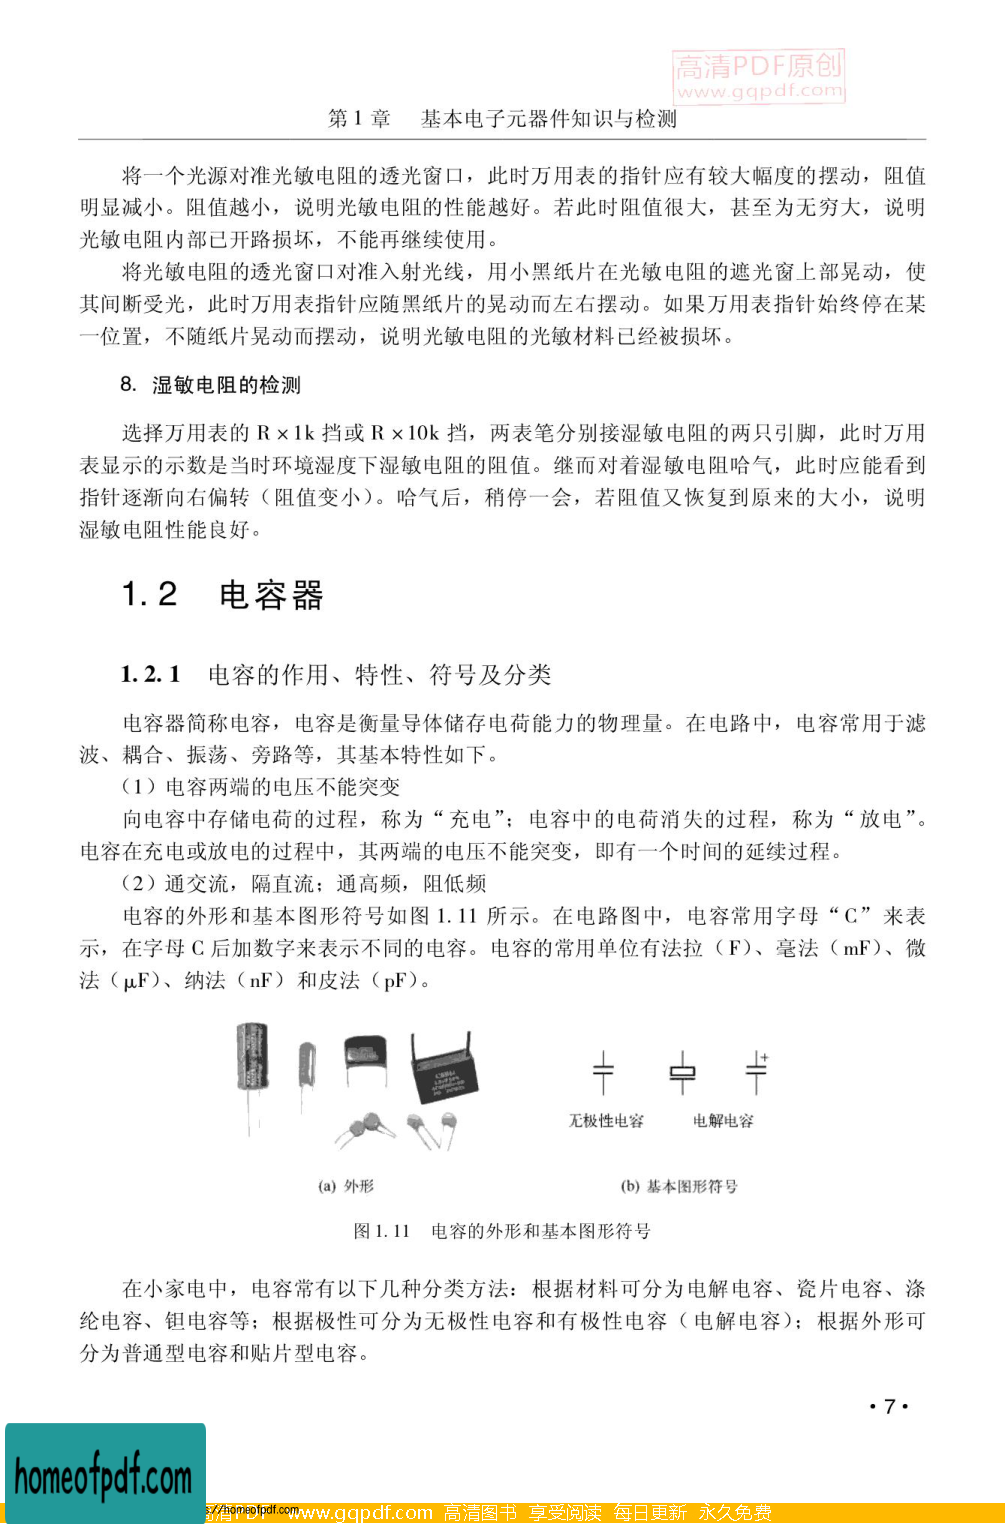 高清PDF原创
www.gqpdf.com
第 1 章 基本电子元器件知识与检测
将一个光源对准光敏电阻的透光窗口，此时万用表的指针应有较大幅度的摆动，阻值
明显减小。阻值越小，说明光敏电阻的性能越好。若此时阻值很大，甚至为无穷大，说明
光敏电阻内部已开路损坏，不能再继续使用。
将光敏电阻的透光窗口对准入射光线，用小黑纸片在光敏电阻的遮光窗上部晃动，使
其间断受光，此时万用表指针应随黑纸片的晃动而左右摆动。如果万用表指针始终停在某
一位置，不随纸片晃动而摆动，说明光敏电阻的光敏材料已经被损坏。
8. 湿敏电阻的检测
选择万用表的 R×1k 挡或 R×10k 挡，两表笔分别接湿敏电阻的两只引脚，此时万用
表显示的示数是当时环境湿度下湿敏电阻的阻值。继而对着湿敏电阻哈气，此时应能看到
指针逐渐向右偏转（阻值变小）。哈气后，稍停一会，若阻值又恢复到原来的大小，说明
湿敏电阻性能良好。
1.2 电容器
1.2.1 电容的作用、特性、符号及分类
电容器简称电容，电容是衡量导体储存电荷能力的物理量。在电路中，电容常用于滤
波、耦合、振荡、旁路等，其基本特性如下。
（1）电容两端的电压不能突变
向电容中存储电荷的过程，称为“充电”；电容中的电荷消失的过程，称为“放电”。
电容在充电或放电的过程中，其两端的电压不能突变，即有一个时间的延续过程。
（2）通交流，隔直流；通高频，阻低频
电容的外形和基本图形符号如图 1.11 所示。在电路图中，电容常用字母“C”来表
示，在字母 C 后加数字来表示不同的电容。电容的常用单位有法拉（F）、毫法（mF）、微
法（μF）、纳法（nF）和皮法（pF）。
+
无极性电容 电解电容
(a) 外形 (b) 基本图形符号
图 1.11 电容的外形和基本图形符号
在小家电中，电容常有以下几种分类方法：根据材料可分为电解电容、瓷片电容、涤
纶电容、钽电容等；根据极性可分为无极性电容和有极性电容（电解电容）；根据外形可
分为普通型电容和贴片型电容。
·7·
homeofpdf.com
s://homeofpdf.com
www.gqpdf.com 高清图书 享受阅读 每日更新 永久免费